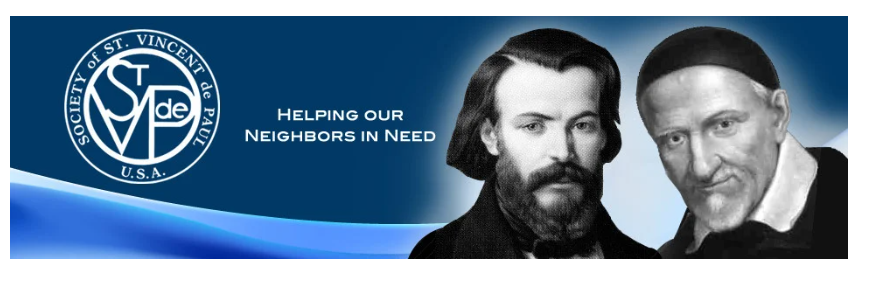 SOCIETY of ST. VINCENT de PAUL
U.S.A.
ST
V de P
HELPING OUR
NEIGHBORS IN NEED